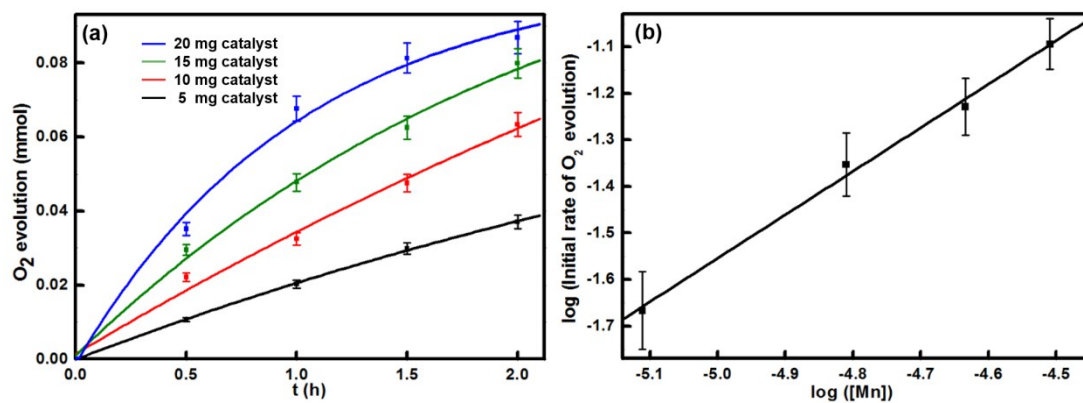 (a)
20 mg catalyst
15 mg catalyst
10 mg catalyst
5 mg catalyst
O2 evolution (mmol)
0.08
0.06
0.04
0.02
0.00
0.0
0.5
1.0
1.5
2.0
t (h)
(b)
log (Initial rate of O2 evolution)
-1.1
-1.2
-1.3
-1.4
-1.5
-1.6
-1.7
-5.1
-5.0
-4.9
-4.8
-4.7
-4.6
-4.5
log ([Mn])